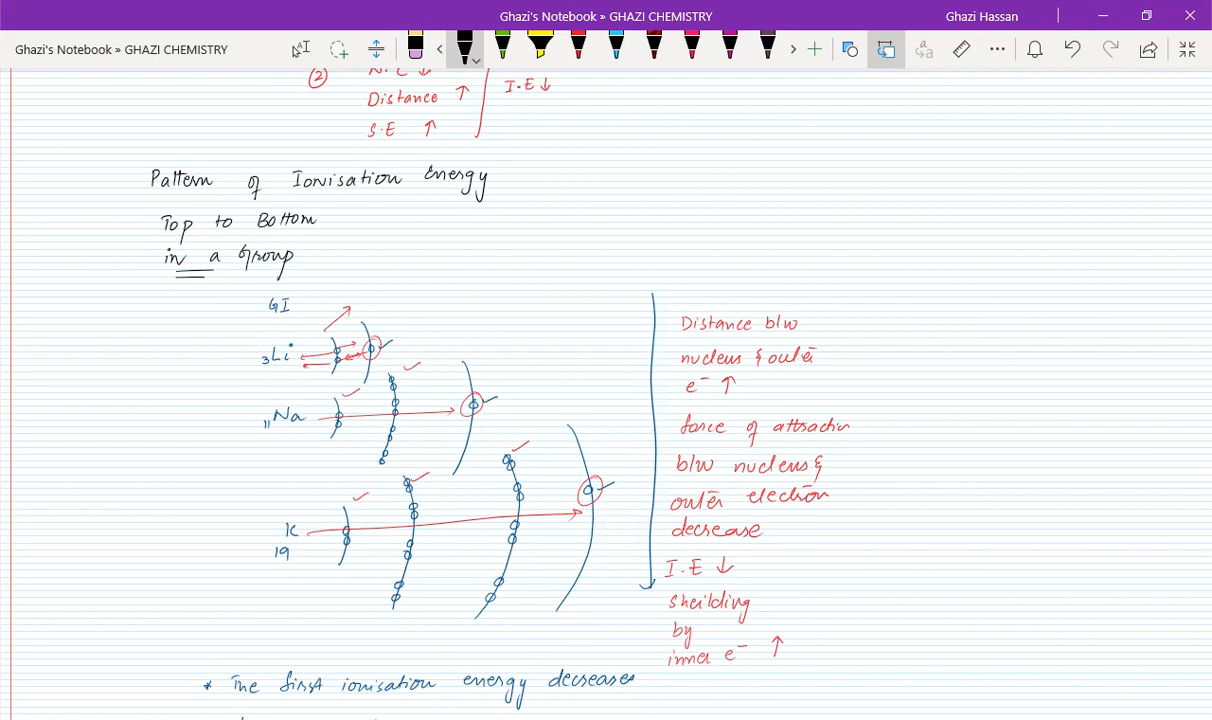 Ghazi's Notebook » GHAZI CHEMISTRY
Ghazi Hassan
Ghazi's Notebook » GHAZI CHEMISTRY
②
N.C ↓
Distance ↑
S.E ↑
I.E ↓
Pattern of Ionisation Energy
Top to Bottom
in a Group
GI
₃Li
₁₁Na
K
19
Distance b/w
nucleus & outer
e⁻ ↑
force of attraction
b/w nucleus &
outer electron
decrease
I.E ↓
Sheilding
by
inner e⁻ ↑
* The first ionisation energy decreases